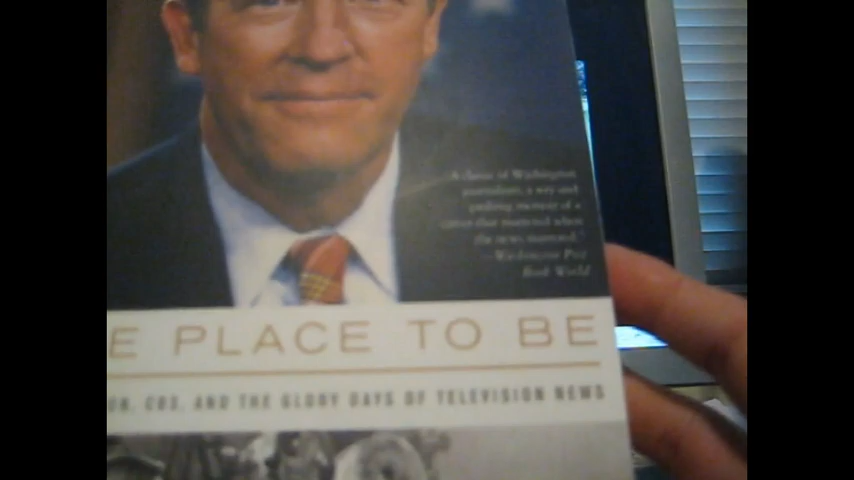 A classic of Washington
journalism, a wry and
memoir of a
career that mattered when
the news mattered."
—Washington Post
Book World
E PLACE TO BE
CBS, AND THE GLORY DAYS OF TELEVISION NEWS